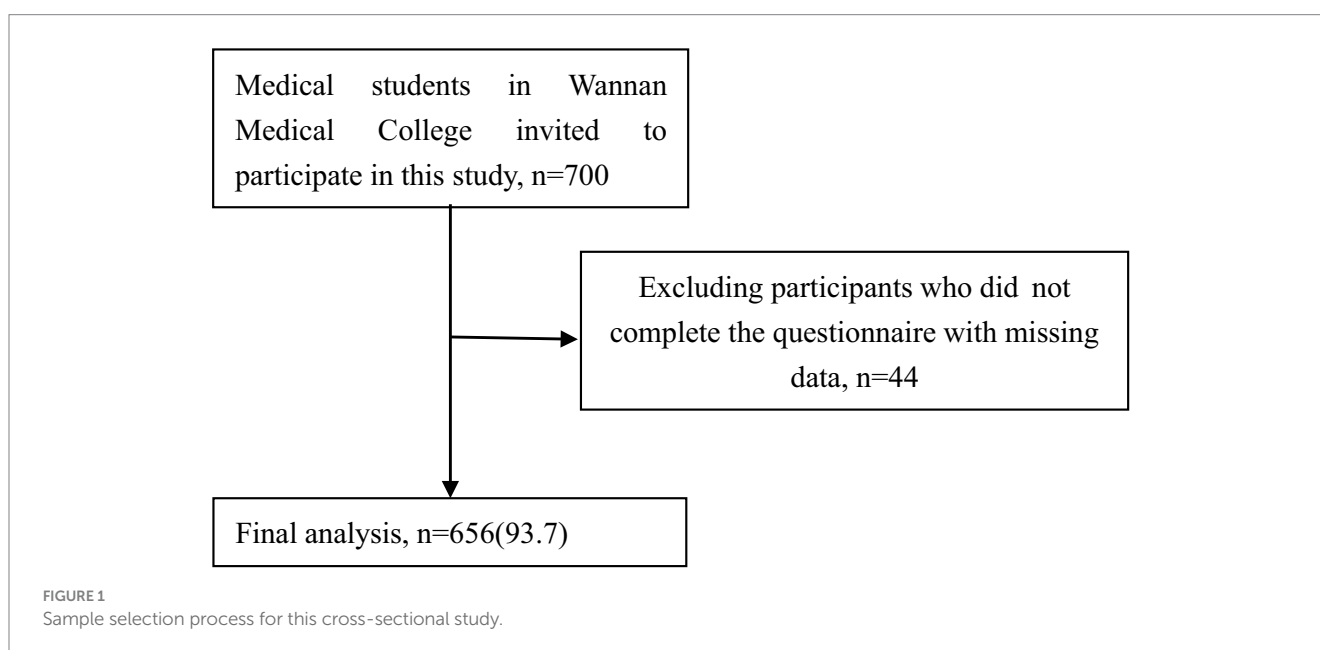 Medical students in Wannan
Medical College invited to
participate in this study, n=700
Excluding participants who did not
complete the questionnaire with missing
data, n=44
Final analysis, n=656(93.7)
FIGURE 1
Sample selection process for this cross-sectional study.